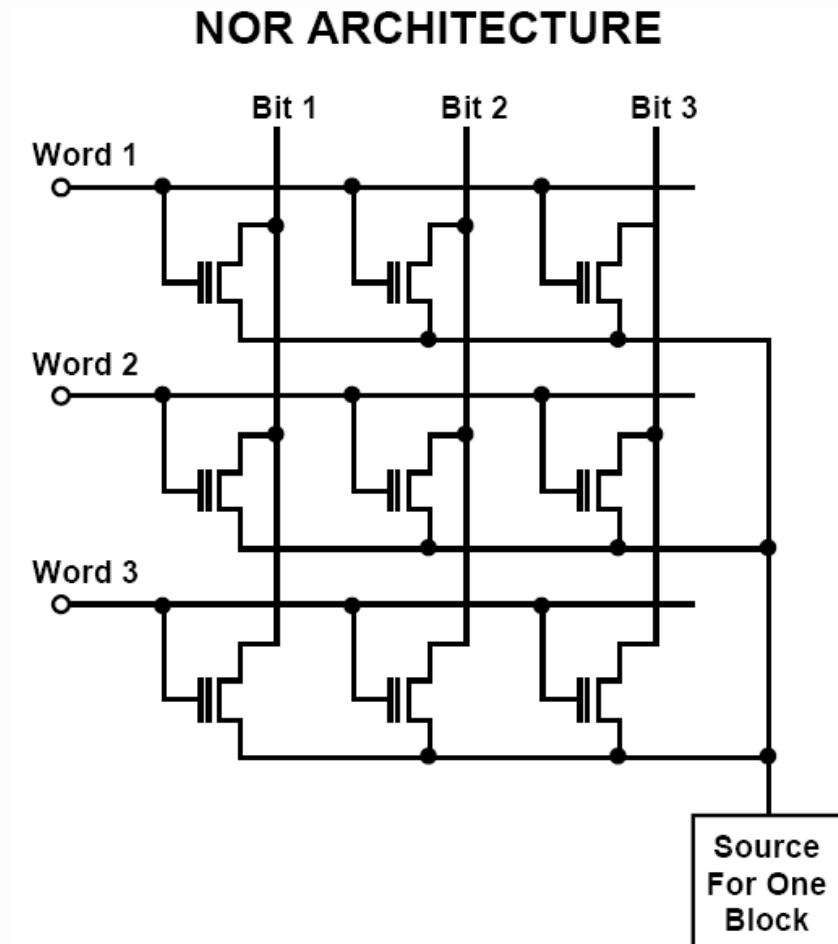 NOR ARCHITECTURE
Bit 1 Bit 2 Bit 3
Word 1
Word 2
Word 3
Source
For One
Block